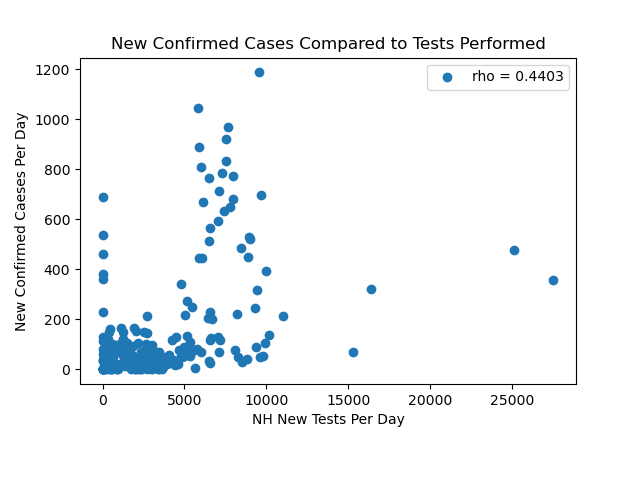 New Confirmed Cases Compared to Tests Performed
rho = 0.4403
New Confirmed Caeses Per Day
1200
1000
800
600
400
200
0
0 5000 10000 15000 20000 25000
NH New Tests Per Day